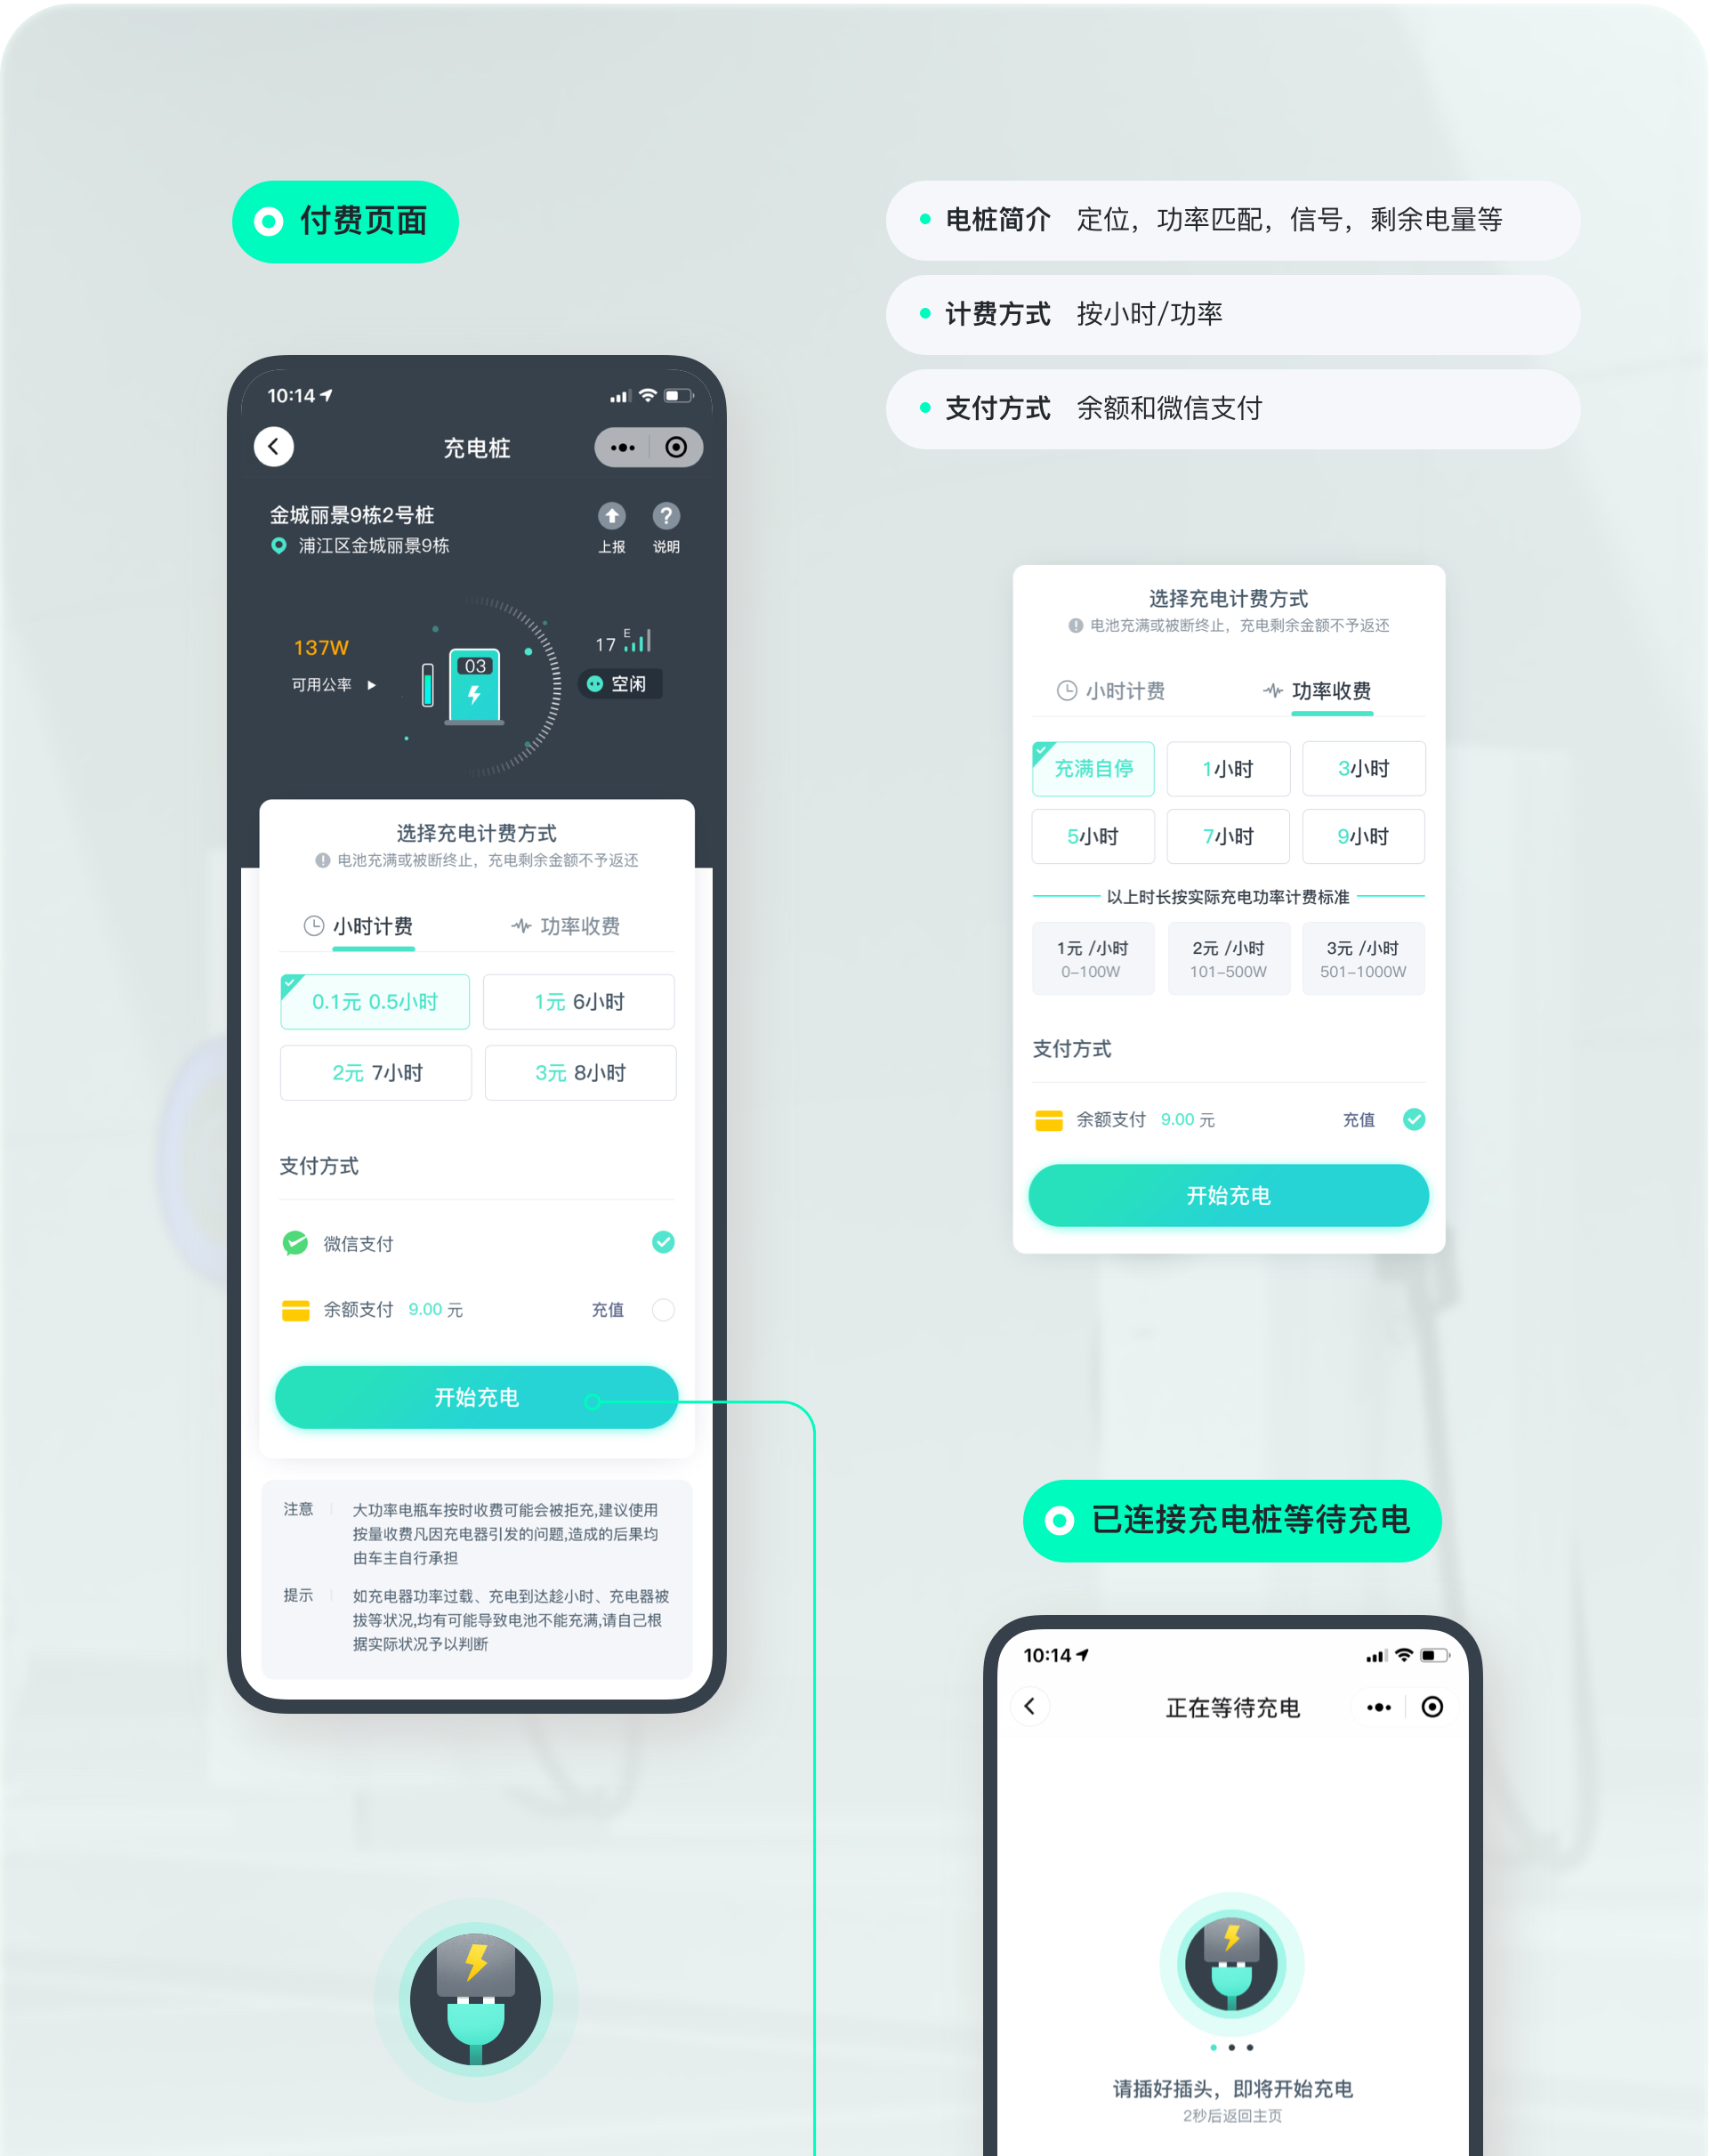 付费页面
电桩简介 定位，功率匹配，信号，剩余电量等
计费方式 按小时/功率
支付方式 余额和微信支付
10:14
充电桩
金城丽景9栋2号桩
浦江区金城丽景9栋
上报
说明
137W
可用公率
03
17
E
空闲
选择充电计费方式
电池充满或被断终止，充电剩余金额不予返还
小时计费
功率收费
0.1元 0.5小时
1元 6小时
2元 7小时
3元 8小时
支付方式
微信支付
余额支付 9.00 元 充值
开始充电
注意
大功率电瓶车按时收费可能会被拒充,建议使用
按量收费凡因充电器引发的问题,造成的后果均
由车主自行承担
提示
如充电器功率过载、充电到达趁小时、充电器被
拔等状况,均有可能导致电池不能充满,请自己根
据实际状况予以判断
选择充电计费方式
电池充满或被断终止，充电剩余金额不予返还
小时计费
功率收费
充满自停
1小时
3小时
5小时
7小时
9小时
以上时长按实际充电功率计费标准
1元 /小时
0-100W
2元 /小时
101-500W
3元 /小时
501-1000W
支付方式
余额支付 9.00 元 充值
开始充电
已连接充电桩等待充电
10:14
正在等待充电
请插好插头，即将开始充电
2秒后返回主页